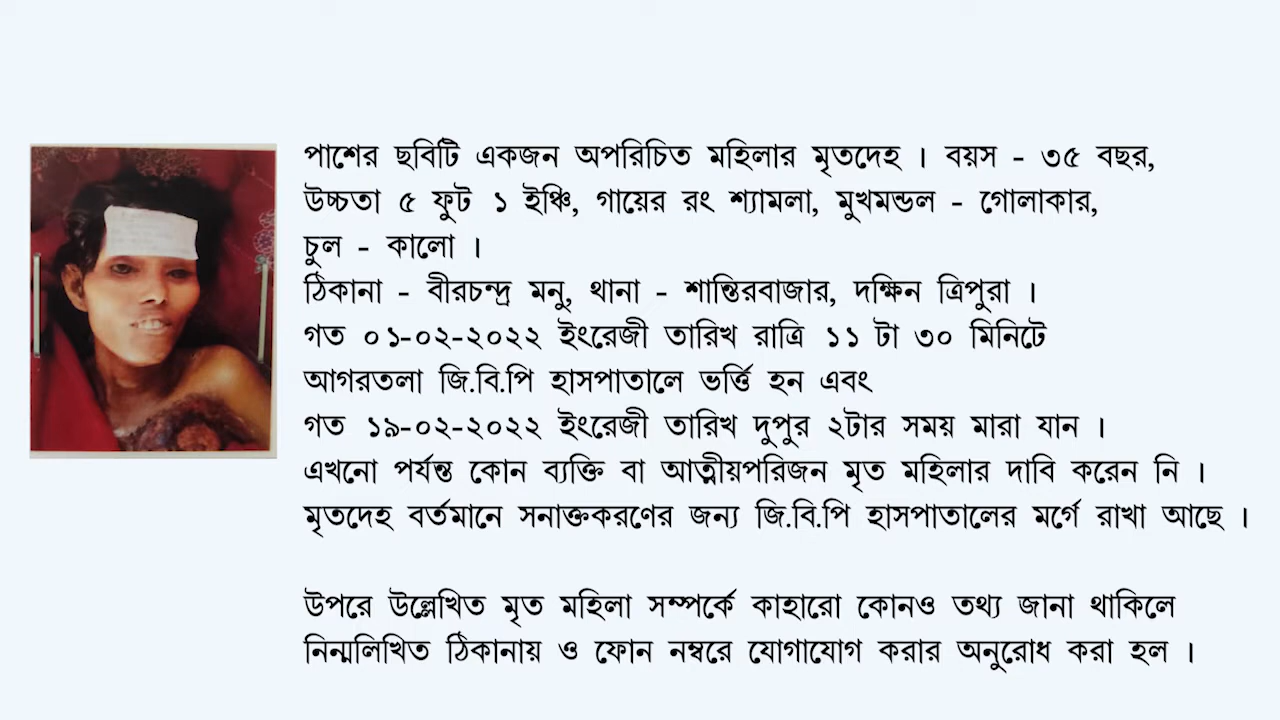 পাশের ছবিটি একজন অপরিচিত মহিলার মৃতদেহ । বয়স - ৩৫ বছর,
উচ্চতা ৫ ফুট ১ ইঞ্চি, গায়ের রং শ্যামলা, মুখমন্ডল - গোলাকার,
চুল - কালো ।
ঠিকানা - বীরচন্দ্র মনু, থানা - শান্তিরবাজার, দক্ষিন ত্রিপুরা ।
গত ০১-০২-২০২২ ইংরেজী তারিখ রাত্রি ১১ টা ৩০ মিনিটে
আগরতলা জি.বি.পি হাসপাতালে ভর্ত্তি হন এবং
গত ১৯-০২-২০২২ ইংরেজী তারিখ দুপুর ২টার সময় মারা যান ।
এখনো পর্যন্ত কোন ব্যক্তি বা আত্নীয়পরিজন মৃত মহিলার দাবি করেন নি ।
মৃতদেহ বর্তমানে সনাক্তকরণের জন্য জি.বি.পি হাসপাতালের মর্গে রাখা আছে ।
উপরে উল্লেখিত মৃত মহিলা সম্পর্কে কাহারো কোনও তথ্য জানা থাকিলে
নিন্মলিখিত ঠিকানায় ও ফোন নম্বরে যোগাযোগ করার অনুরোধ করা হল ।